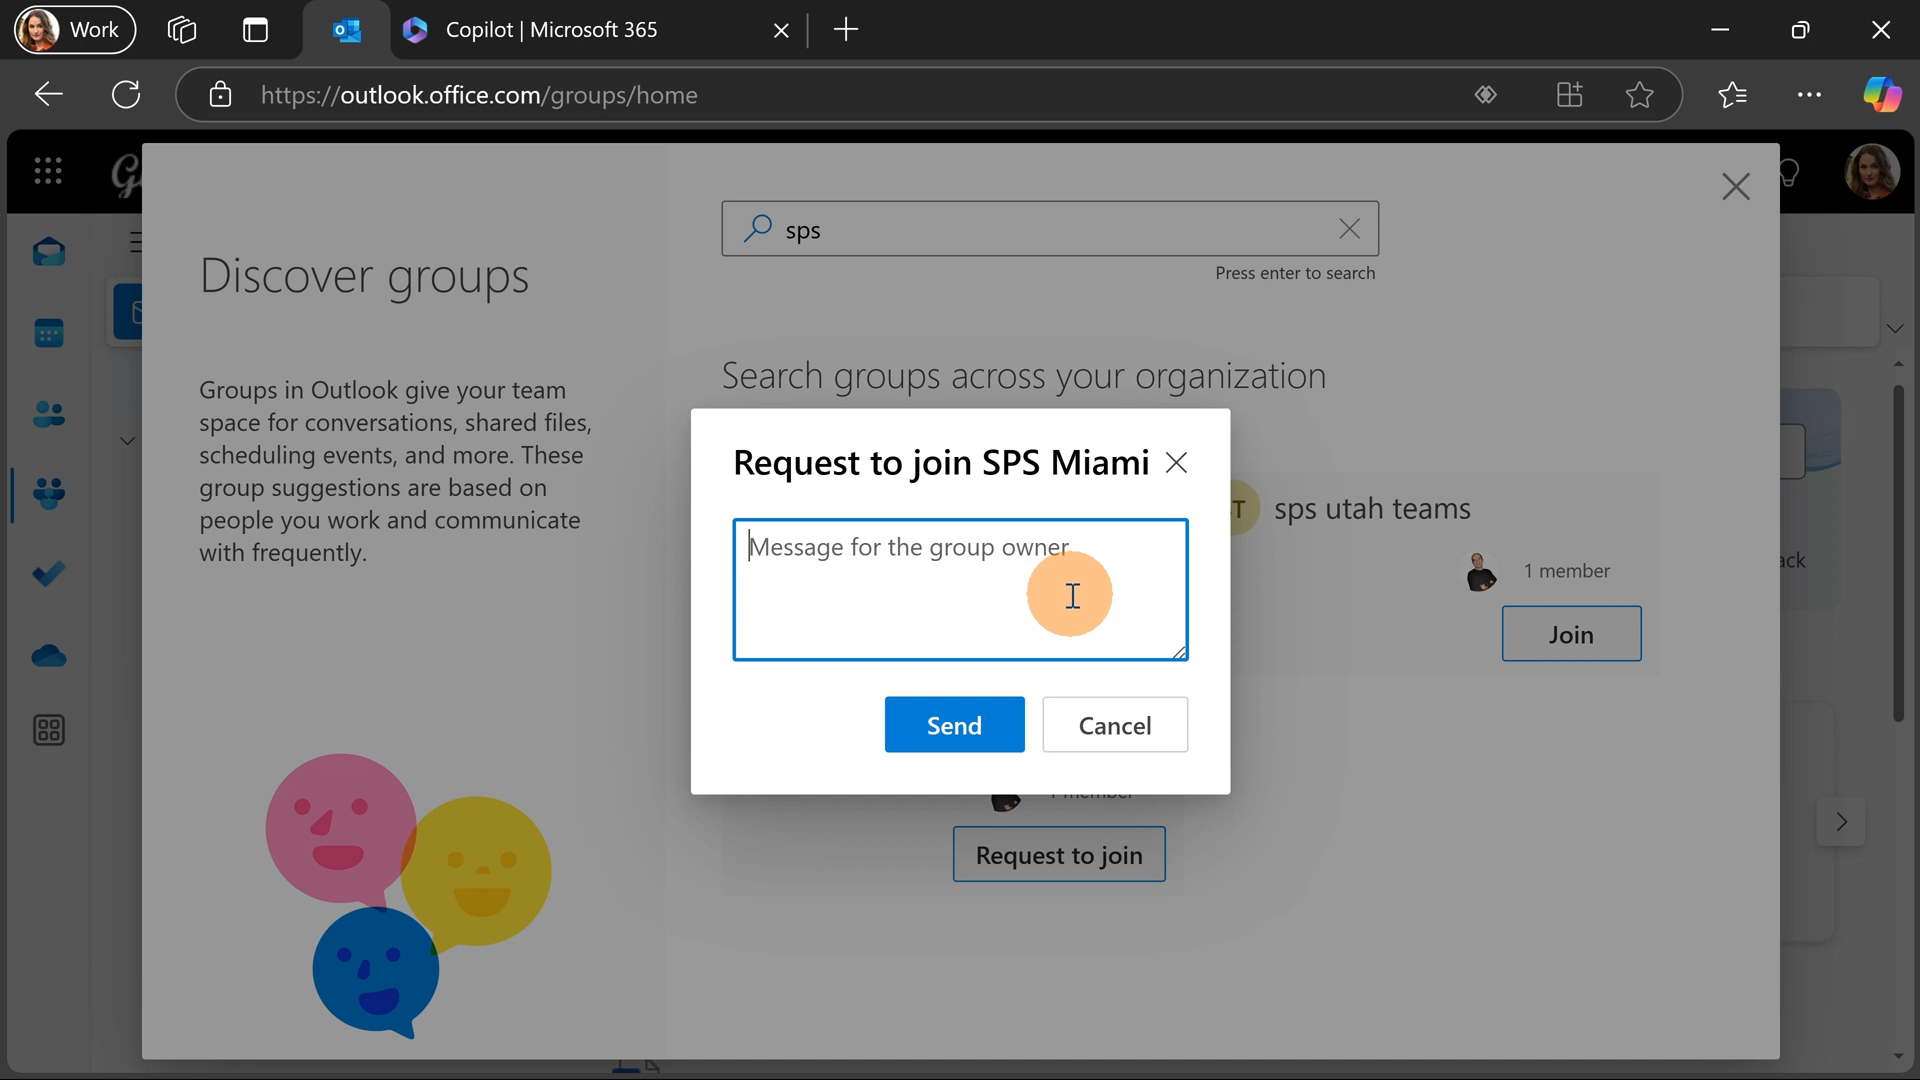 Work
Copilot | Microsoft 365
https://outlook.office.com/groups/home
G
sps
Press enter to search
Discover groups
Search groups across your organization
Groups in Outlook give your team
space for conversations, shared files,
scheduling events, and more. These
group suggestions are based on
people you work and communicate
with frequently.
Request to join SPS Miami
Message for the group owner
Send
Cancel
T
sps utah teams
1 member
Join
ack
Request to join